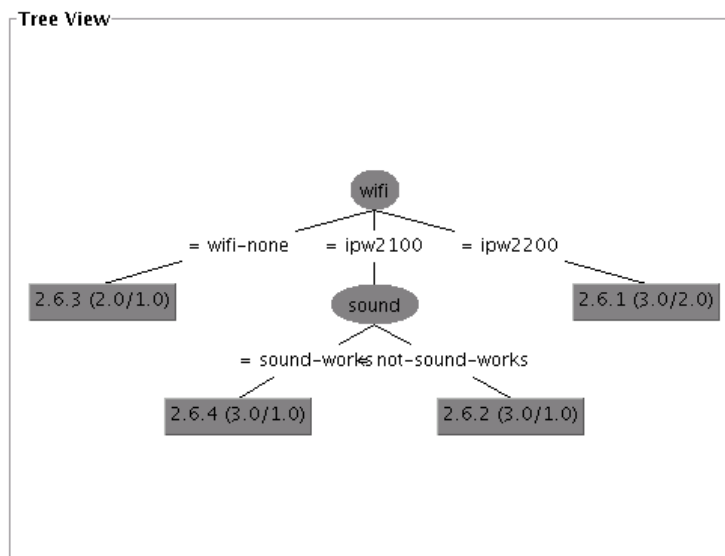 Tree View
wifi
= wifi-none
= ipw2100
= ipw2200
2.6.3 (2.0/1.0)
sound
2.6.1 (3.0/2.0)
= sound-works
= not-sound-works
2.6.4 (3.0/1.0)
2.6.2 (3.0/1.0)